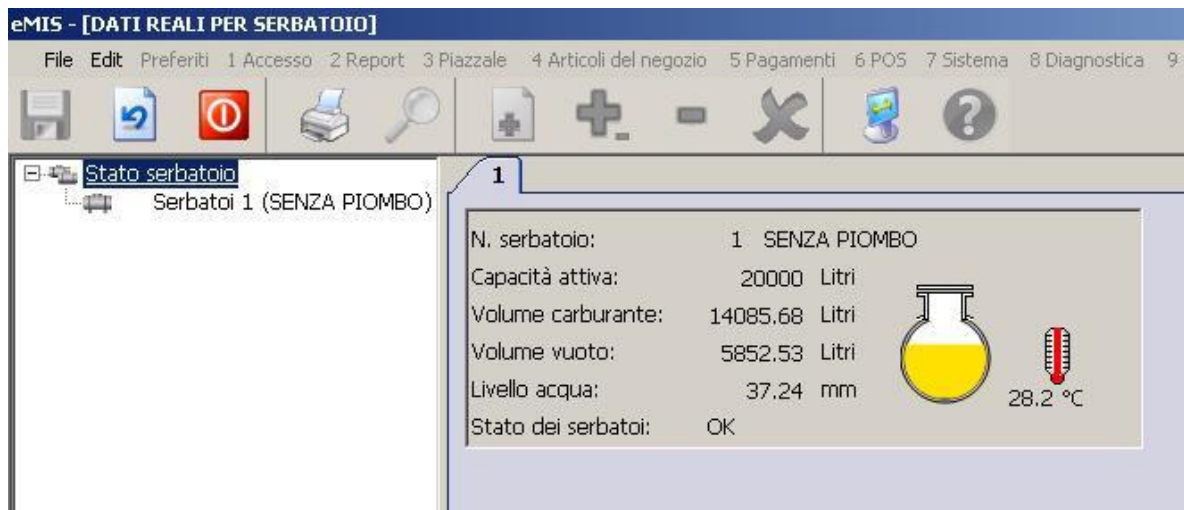 eMIS - [DATI REALI PER SERBATOIO]
File Edit Preferiti 1 Accesso 2 Report 3 Piazzale 4 Articoli del negozio 5 Pagamenti 6 POS 7 Sistema 8 Diagnostica 9
Stato serbatoio
Serbatoi 1 (SENZA PIOMBO)
1
N. serbatoio: 1 SENZA PIOMBO
Capacità attiva: 20000 Litri
Volume carburante: 14085.68 Litri
Volume vuoto: 5852.53 Litri
Livello acqua: 37.24 mm
28.2 °C
Stato dei serbatoi: OK